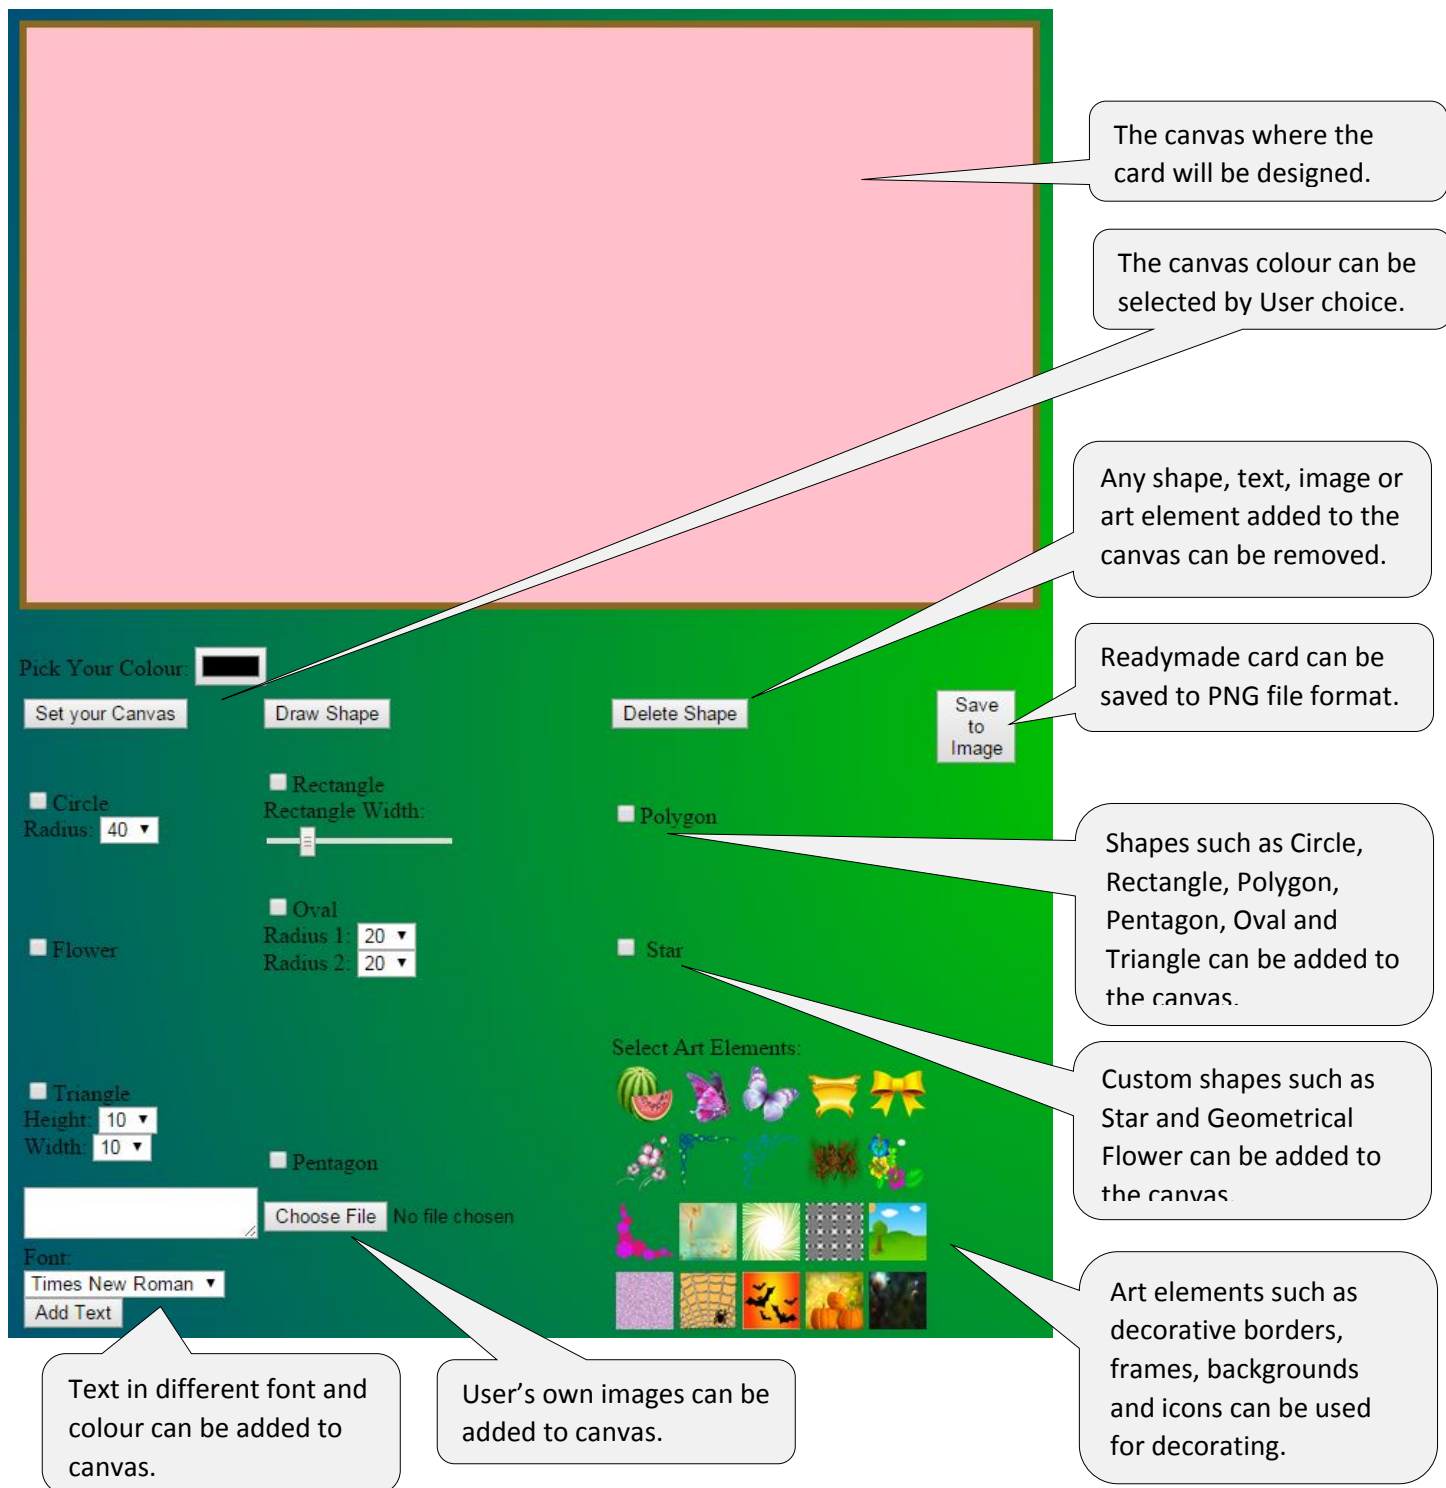 The canvas where the
card will be designed.
The canvas colour can be
selected by User choice.
Any shape, text, image or
art element added to the
canvas can be removed.
Readymade card can be
saved to PNG file format.
Pick Your Colour:
Set your Canvas
Draw Shape
Delete Shape
Save
to
Image
Circle
Radius: 40
Rectangle
Rectangle Width:
Polygon
Shapes such as Circle,
Rectangle, Polygon,
Pentagon, Oval and
Triangle can be added to
the canvas.
Flower
Oval
Radius 1: 20
Radius 2: 20
Star
Custom shapes such as
Star and Geometrical
Flower can be added to
the canvas.
Triangle
Height: 10
Width: 10
Pentagon
Select Art Elements:
Choose File No file chosen
Font:
Times New Roman
Add Text
Art elements such as
decorative borders,
frames, backgrounds
and icons can be used
for decorating.
Text in different font and
colour can be added to
canvas.
User’s own images can be
added to canvas.